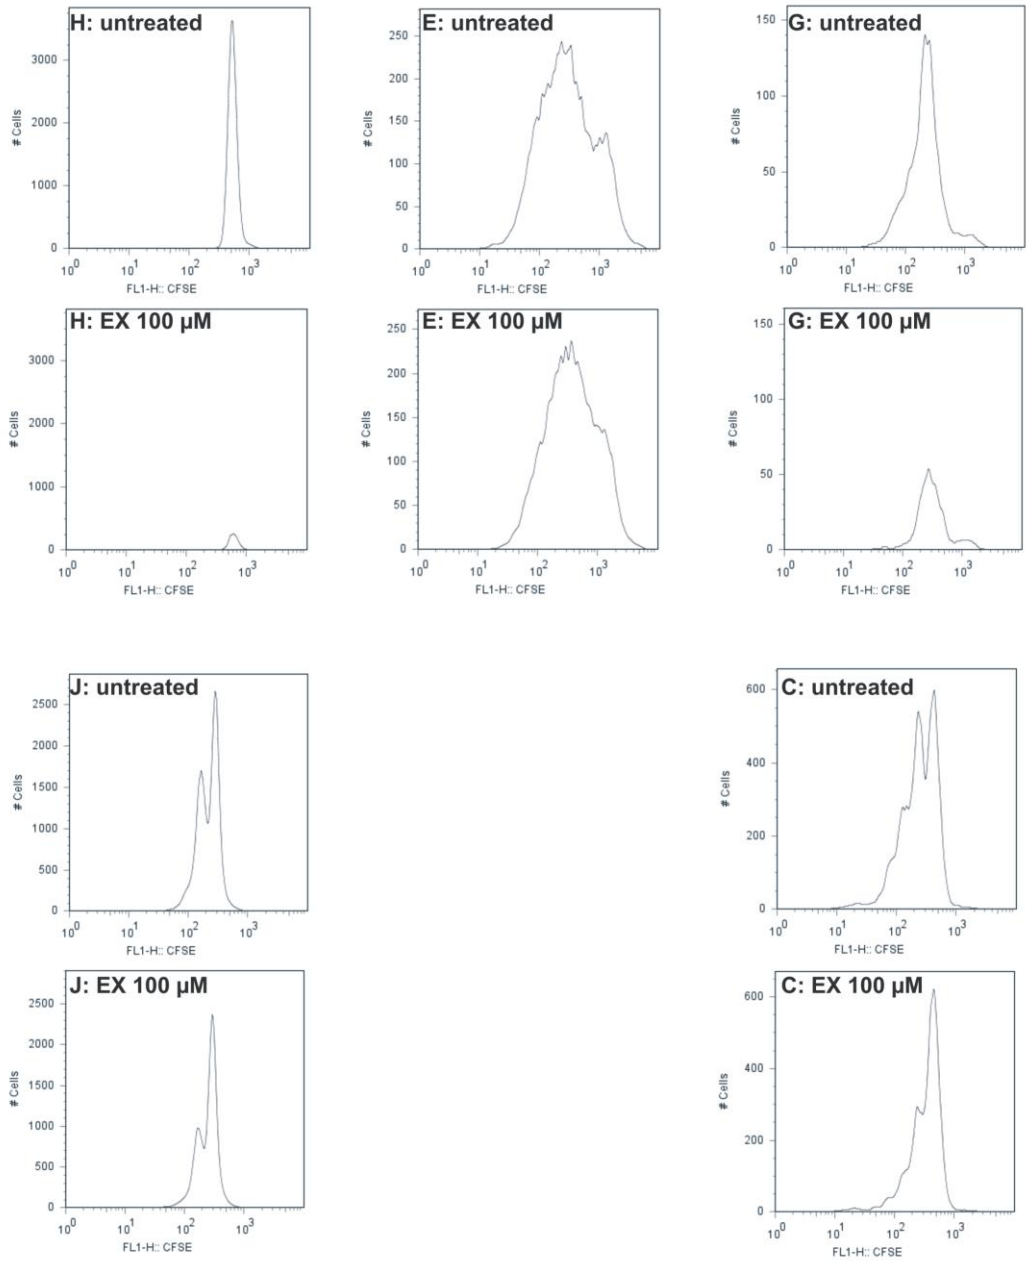 H: untreated
3000
2000
1000
0
# Cells
10^0 10^1 10^2 10^3
FL1-H:: CFSE
E: untreated
250
200
150
100
50
0
# Cells
10^0 10^1 10^2 10^3
FL1-H:: CFSE
G: untreated
150
100
50
0
# Cells
10^0 10^1 10^2 10^3
FL1-H:: CFSE
H: EX 100 µM
3000
2000
1000
0
# Cells
10^0 10^1 10^2 10^3
FL1-H:: CFSE
E: EX 100 µM
250
200
150
100
50
0
# Cells
10^0 10^1 10^2 10^3
FL1-H:: CFSE
G: EX 100 µM
150
100
50
0
# Cells
10^0 10^1 10^2 10^3
FL1-H:: CFSE
J: untreated
2500
2000
1500
1000
500
0
# Cells
10^0 10^1 10^2 10^3
FL1-H:: CFSE
C: untreated
600
400
200
0
# Cells
10^0 10^1 10^2 10^3
FL1-H:: CFSE
J: EX 100 µM
2500
2000
1500
1000
500
0
# Cells
10^0 10^1 10^2 10^3
FL1-H:: CFSE
C: EX 100 µM
600
400
200
0
# Cells
10^0 10^1 10^2 10^3
FL1-H:: CFSE